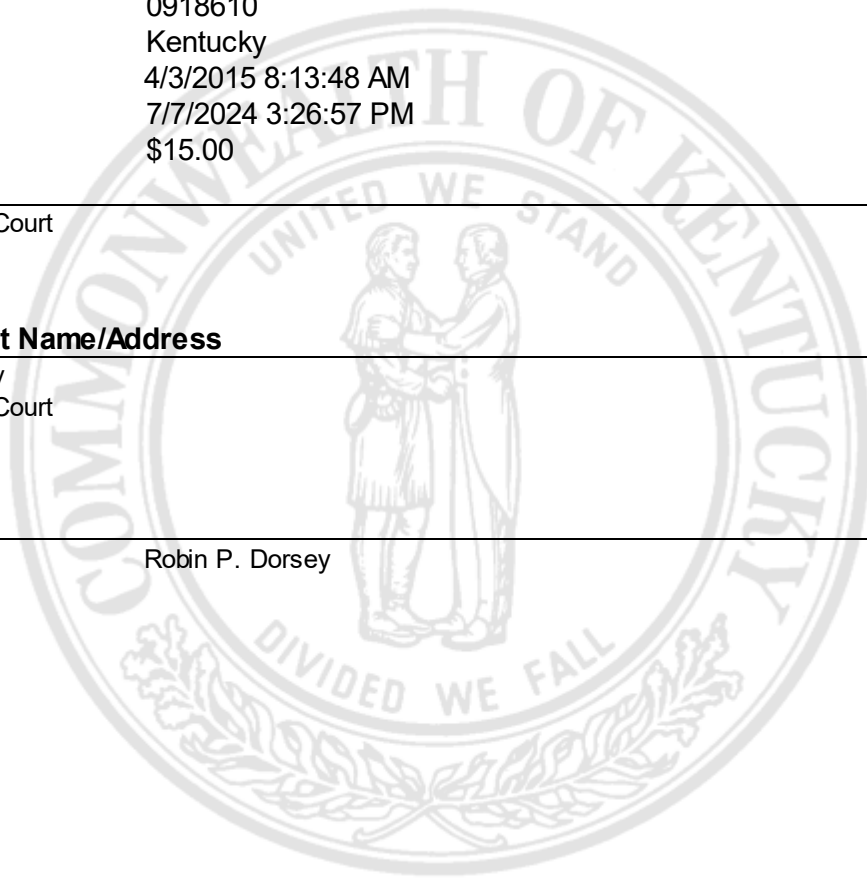 0918610
Kentucky
4/3/2015 8:13:48 AM
7/7/2024 3:26:57 PM
$15.00
Court
t Name/Address
Court
Robin P. Dorsey
COMMONWEALTH OF KENTUCKY
UNITED WE STAND
DIVIDED WE FALL